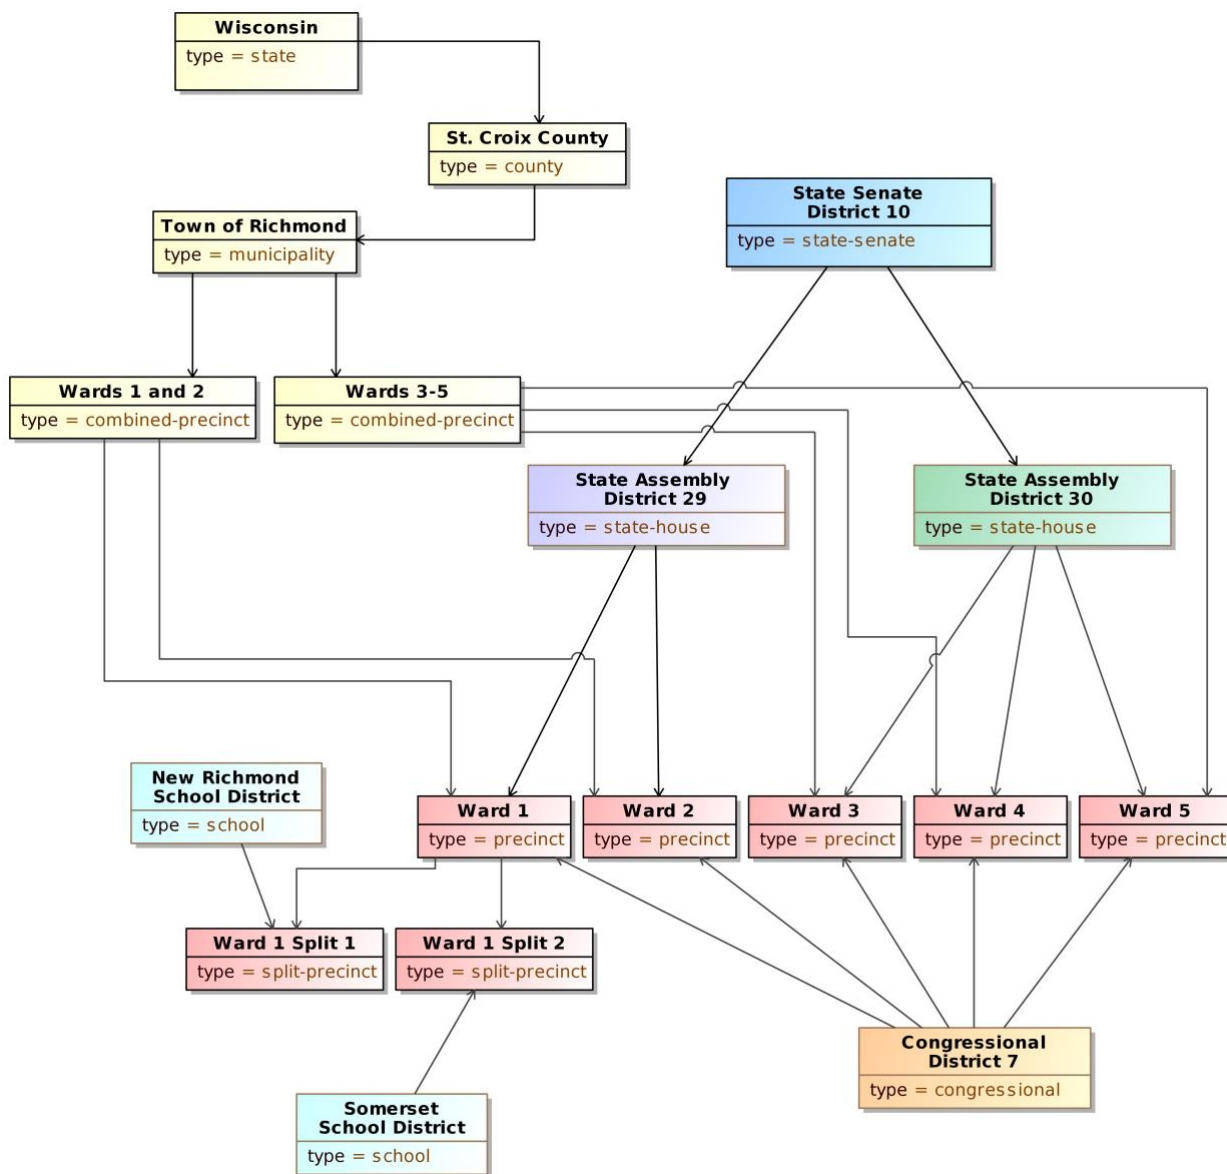 Wisconsin
type = state
St. Croix County
type = county
State Senate
District 10
type = state-senate
Town of Richmond
type = municipality
Wards 1 and 2
type = combined-precinct
Wards 3-5
type = combined-precinct
State Assembly
District 29
type = state-house
State Assembly
District 30
type = state-house
New Richmond
School District
type = school
Ward 1
type = precinct
Ward 2
type = precinct
Ward 3
type = precinct
Ward 4
type = precinct
Ward 5
type = precinct
Ward 1 Split 1
type = split-precinct
Ward 1 Split 2
type = split-precinct
Congressional
District 7
type = congressional
Somerset
School District
type = school